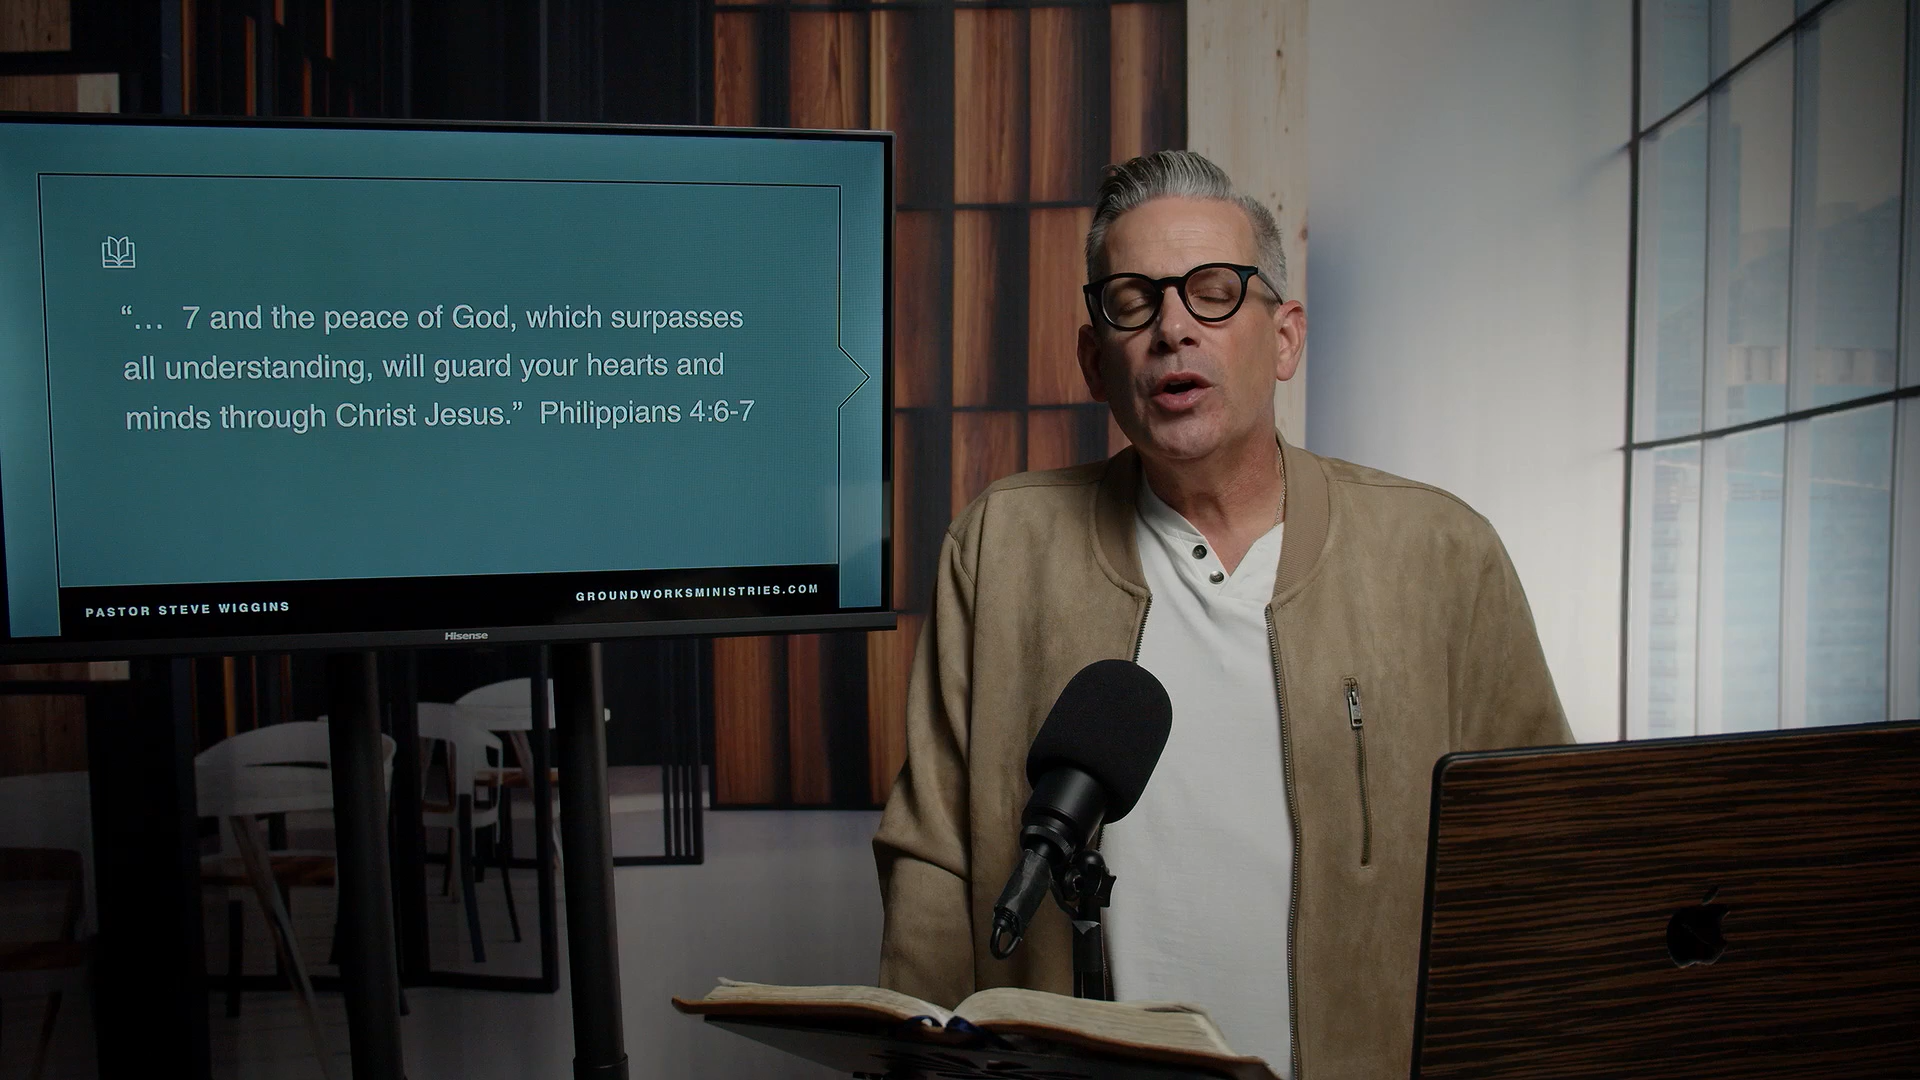 “… 7 and the peace of God, which surpasses
all understanding, will guard your hearts and
minds through Christ Jesus.” Philippians 4:6-7
PASTOR STEVE WIGGINS
GROUNDWORKSMINISTRIES.COM
Hisense